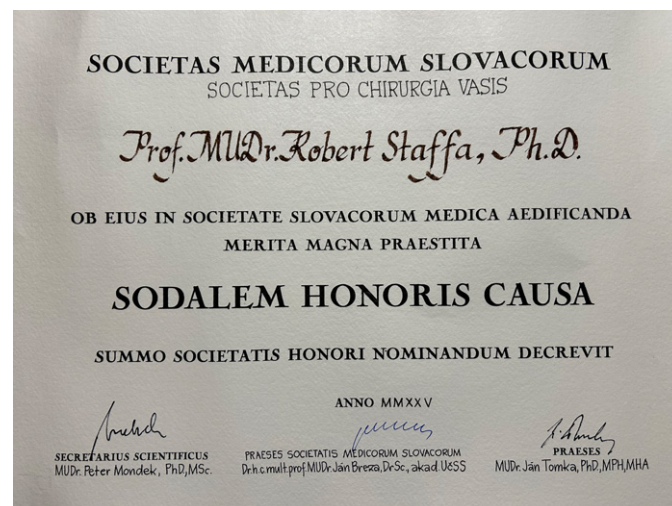 SOCIETAS MEDICORUM SLOVACORUM
SOCIETAS PRO CHIRURGIA VASIS
Prof. MUDr. Robert Staffa, Ph.D.
OB EIUS IN SOCIETATE SLOVACORUM MEDICA AEDIFICANDA
MERITA MAGNA PRAESTITA
SODALEM HONORIS CAUSA
SUMMO SOCIETATIS HONORI NOMINANDUM DECREVIT
ANNO MMXXV
SECRETARIUS SCIENTIFICUS
MUDr. Peter Mondek, PhD, MSc.
PRAESES SOCIETATIS MEDICORUM SLOVACORUM
Dr.h.c.mult.prof.MUDr.Ján Breza, DrSc., akad. UčSS
PRAESES
MUDr. Ján Tomka, PhD, MPH, MHA